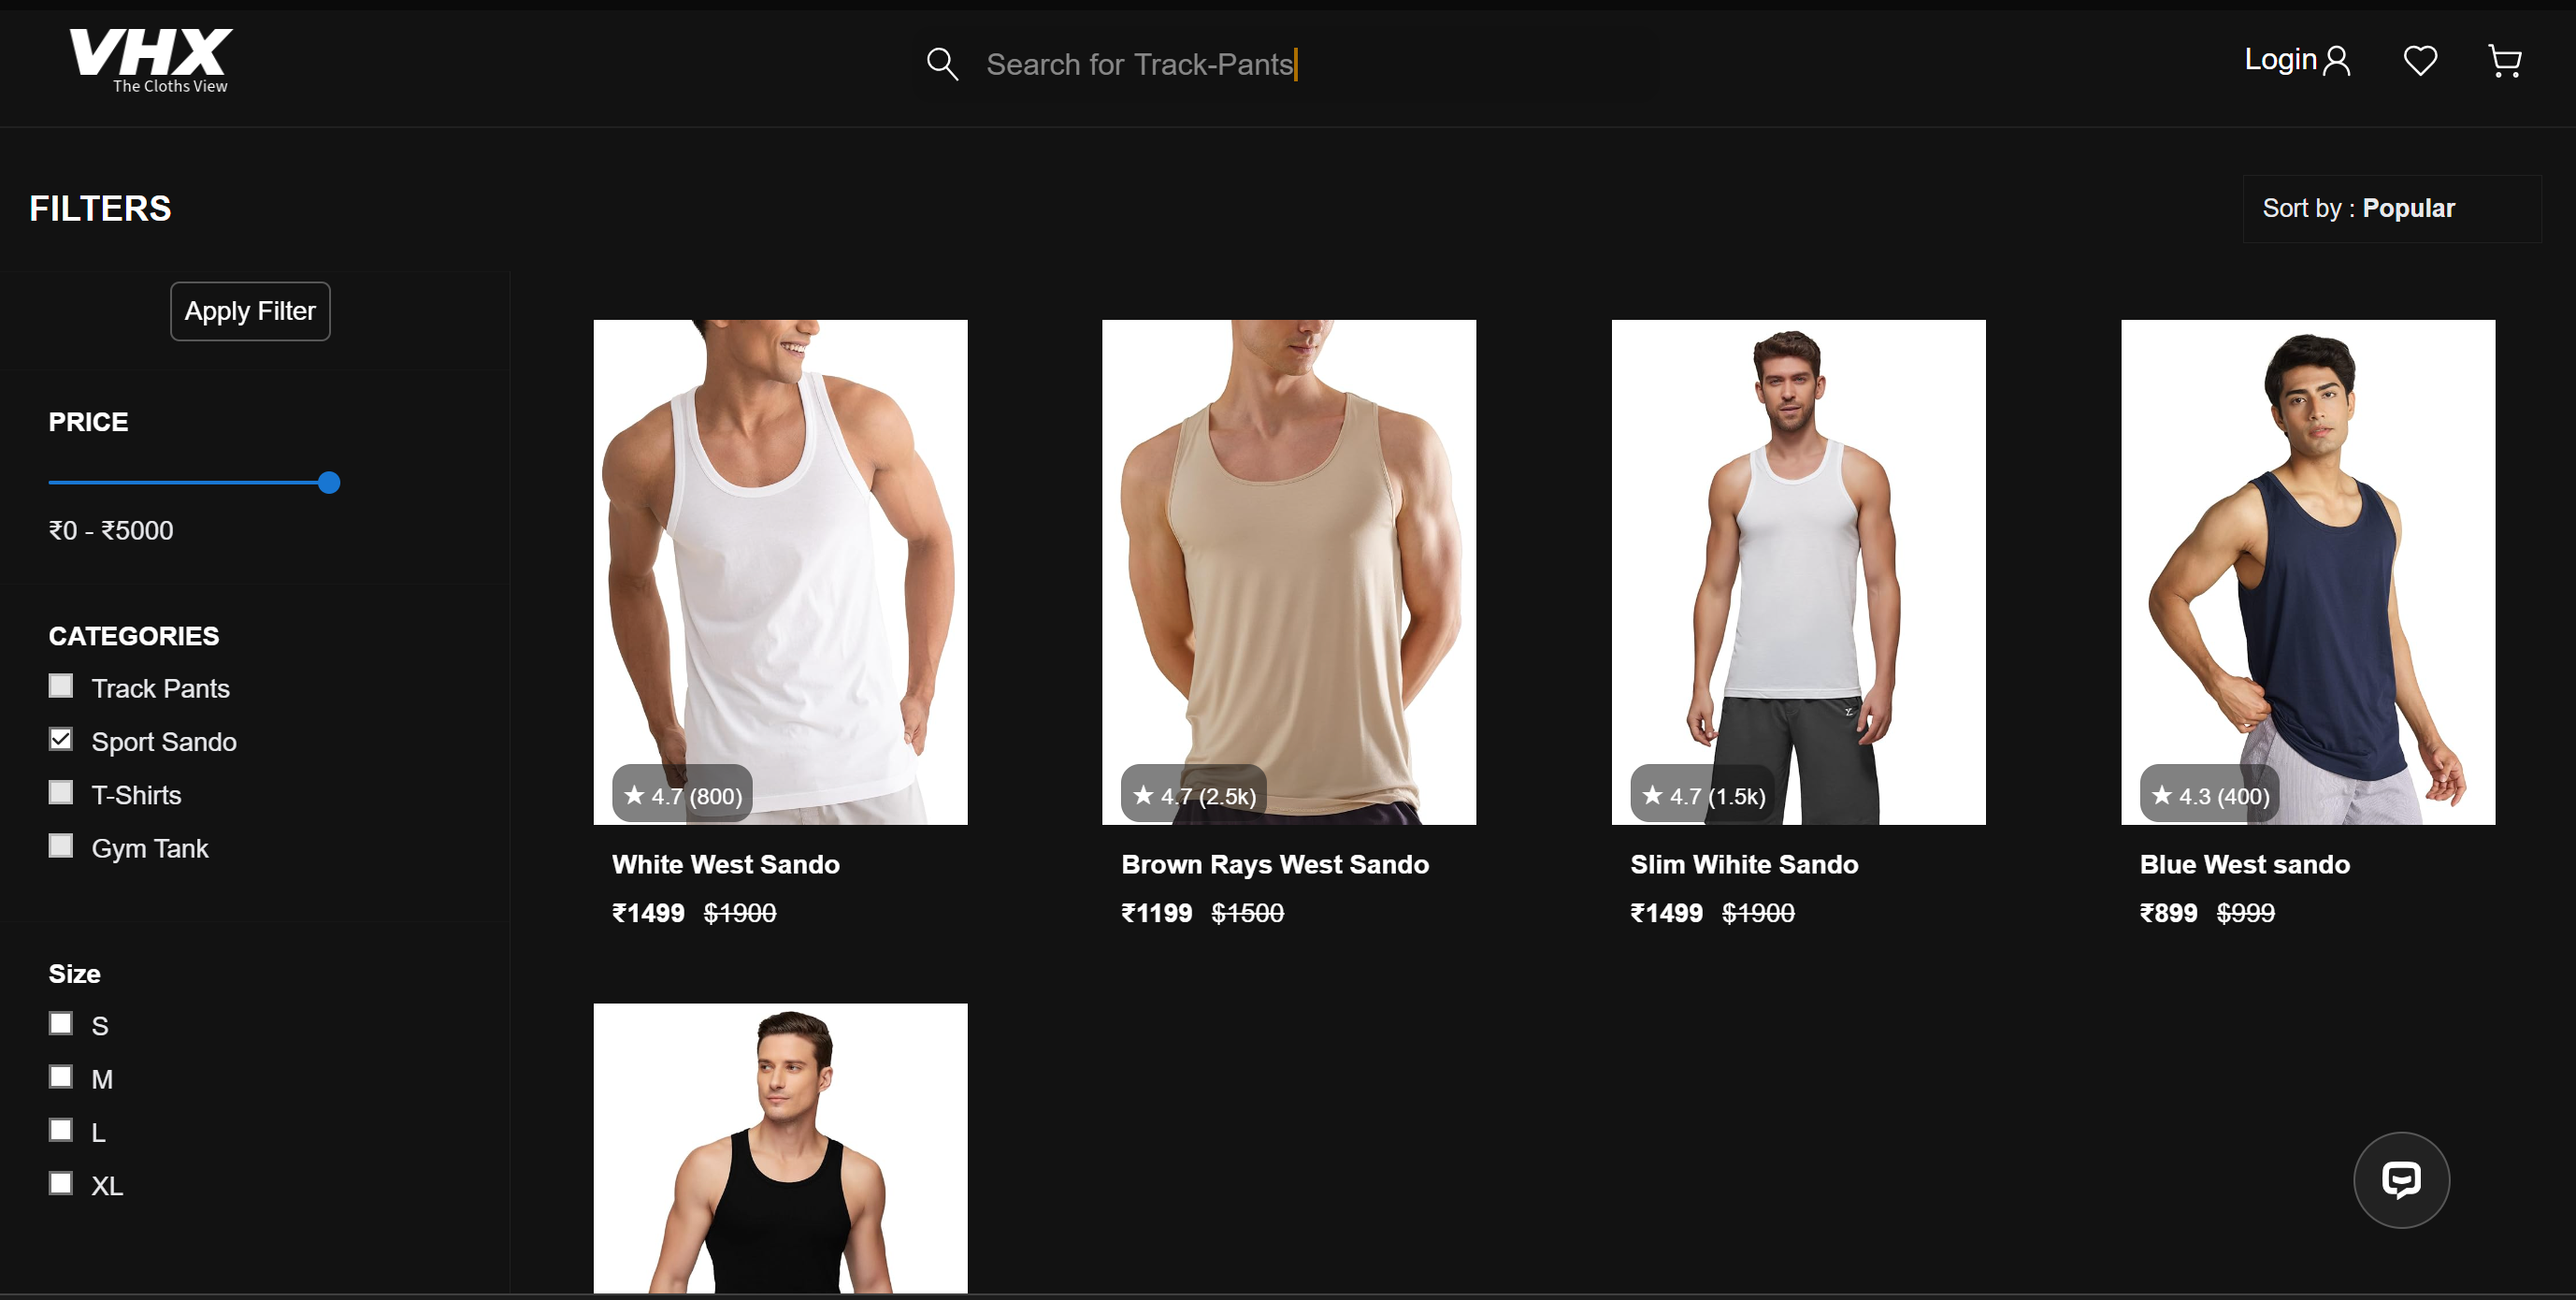 VHX
The Cloths View
Search for Track-Pants
Login
FILTERS
Sort by : Popular
Apply Filter
PRICE
₹0 - ₹5000
CATEGORIES
Track Pants
Sport Sando
T-Shirts
Gym Tank
Size
S
M
L
XL
★ 4.7 (800)
White West Sando
₹1499 $1900
★ 4.7 (2.5k)
Brown Rays West Sando
₹1199 $1500
★ 4.7 (1.5k)
Slim Wihite Sando
₹1499 $1900
★ 4.3 (400)
Blue West sando
₹899 $999